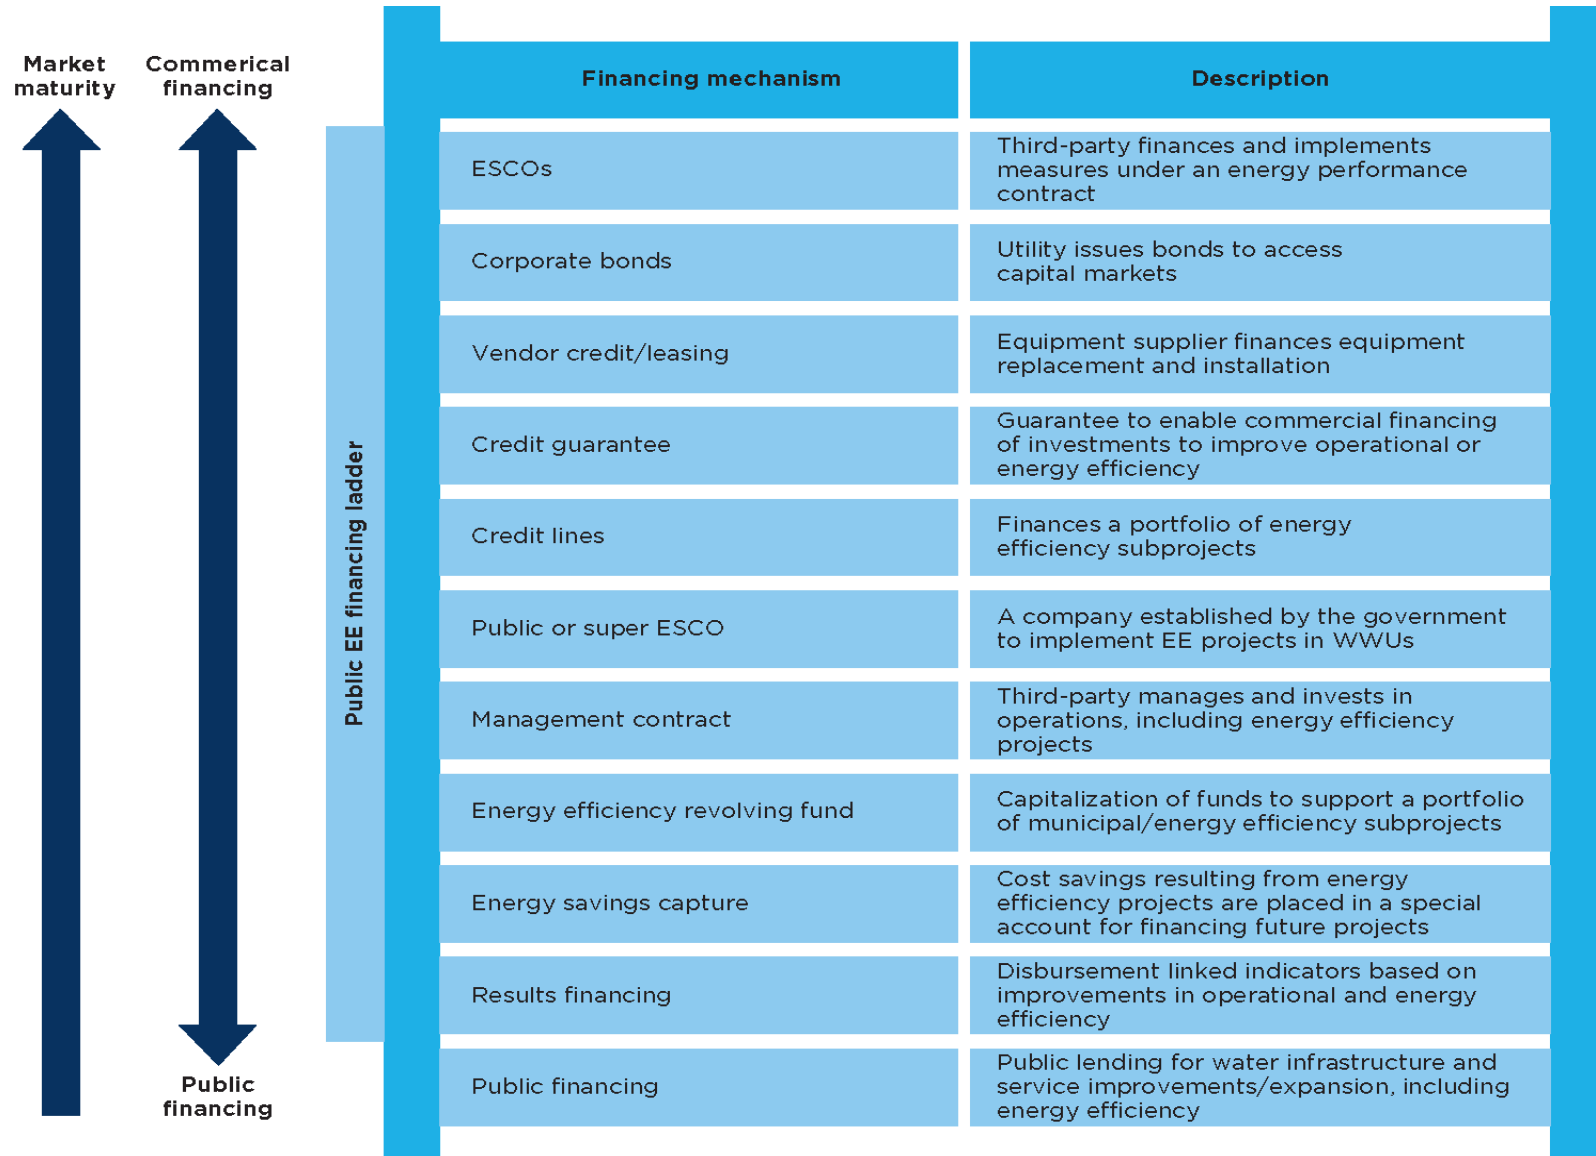 Market
maturity
Commerical
financing
Public
financing
Public EE financing ladder
Financing mechanism
Description
ESCOs
Third-party finances and implements
measures under an energy performance
contract
Corporate bonds
Utility issues bonds to access
capital markets
Vendor credit/leasing
Equipment supplier finances equipment
replacement and installation
Credit guarantee
Guarantee to enable commercial financing
of investments to improve operational or
energy efficiency
Credit lines
Finances a portfolio of energy
efficiency subprojects
Public or super ESCO
A company established by the government
to implement EE projects in WWUs
Management contract
Third-party manages and invests in
operations, including energy efficiency
projects
Energy efficiency revolving fund
Capitalization of funds to support a portfolio
of municipal/energy efficiency subprojects
Energy savings capture
Cost savings resulting from energy
efficiency projects are placed in a special
account for financing future projects
Results financing
Disbursement linked indicators based on
improvements in operational and energy
efficiency
Public financing
Public lending for water infrastructure and
service improvements/expansion, including
energy efficiency